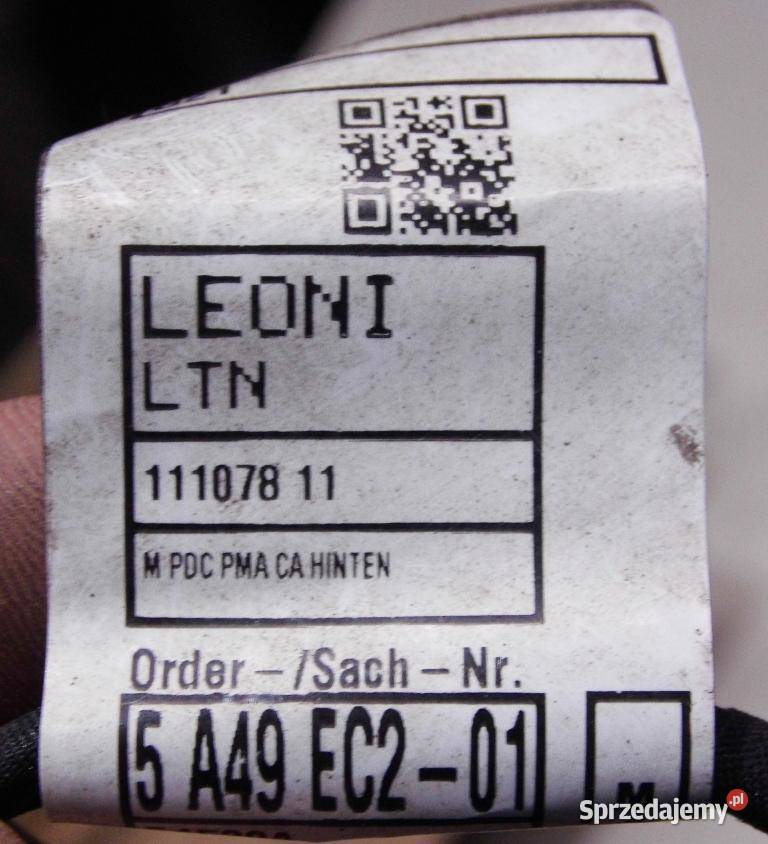 LEONI
LTN
111078 11
M PDC PMA CA HINTEN
Order-/Sach-Nr.
5 A49 EC2-01
M
Sprzedajemy.pl